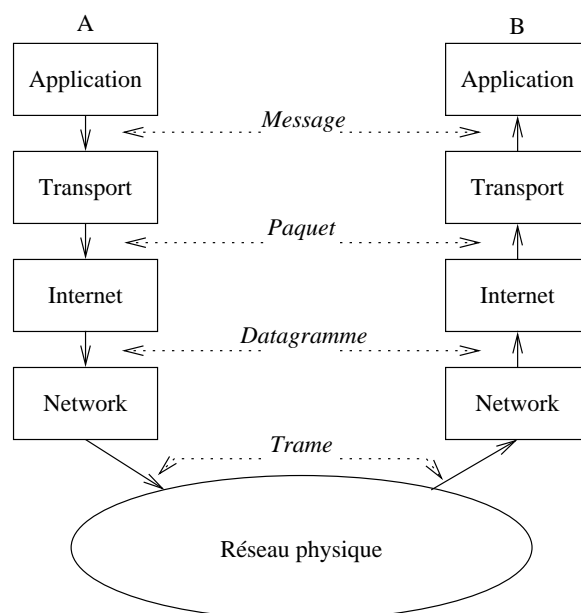 A B
Application Application
Message
Transport Transport
Paquet
Internet Internet
Datagramme
Network Network
Trame
Réseau physique